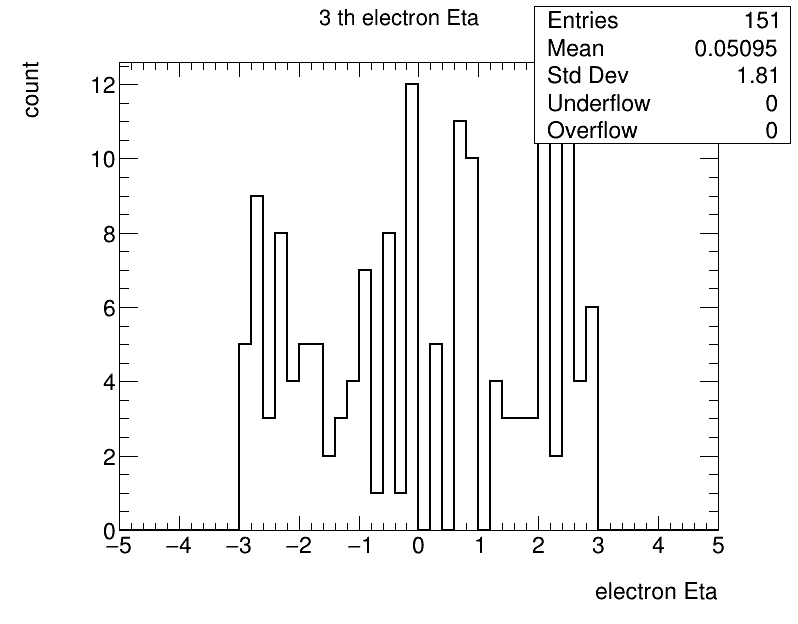 3 th electron Eta
Entries 151
Mean 0.05095
Std Dev 1.81
Underflow 0
Overflow 0
count
12
10
8
6
4
2
0
−5 −4 −3 −2 −1 0 1 2 3 4 5
electron Eta